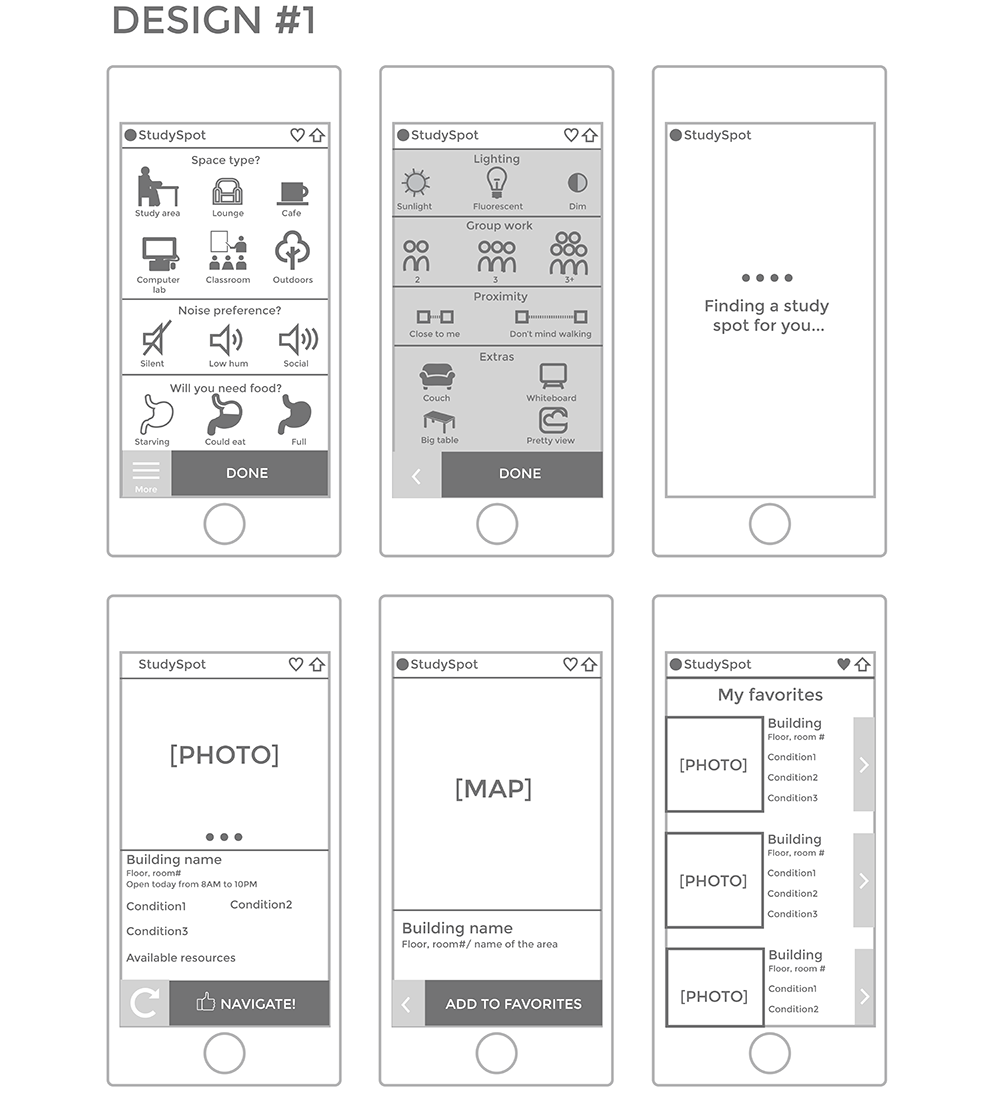 DESIGN #1
StudySpot
Space type?
Study area Lounge Cafe
Computer lab Classroom Outdoors
Noise preference?
Silent Low hum Social
Will you need food?
Starving Could eat Full
More DONE
StudySpot
Lighting
Sunlight Fluorescent Dim
Group work
2 3 3+
Proximity
Close to me Don't mind walking
Extras
Couch Whiteboard
Big table Pretty view
DONE
StudySpot
Finding a study
spot for you...
StudySpot
[PHOTO]
Building name
Floor, room#
Open today from 8AM to 10PM
Condition1 Condition2
Condition3
Available resources
NAVIGATE!
StudySpot
[MAP]
Building name
Floor, room#/ name of the area
ADD TO FAVORITES
StudySpot
My favorites
[PHOTO]
Building
Floor, room #
Condition1
Condition2
Condition3
[PHOTO]
Building
Floor, room #
Condition1
Condition2
Condition3
[PHOTO]
Building
Floor, room #
Condition1
Condition2